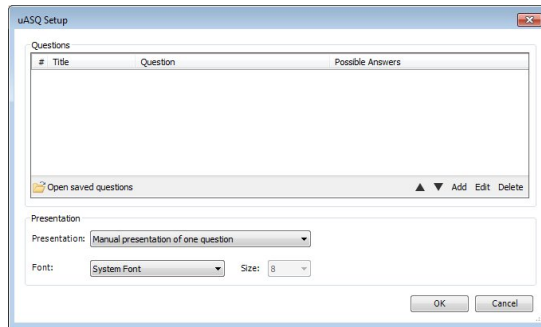 uASQ Setup
Questions
# Title Question Possible Answers
Open saved questions ▲ ▼ Add Edit Delete
Presentation
Presentation: Manual presentation of one question
Font: System Font Size: 8
OK Cancel